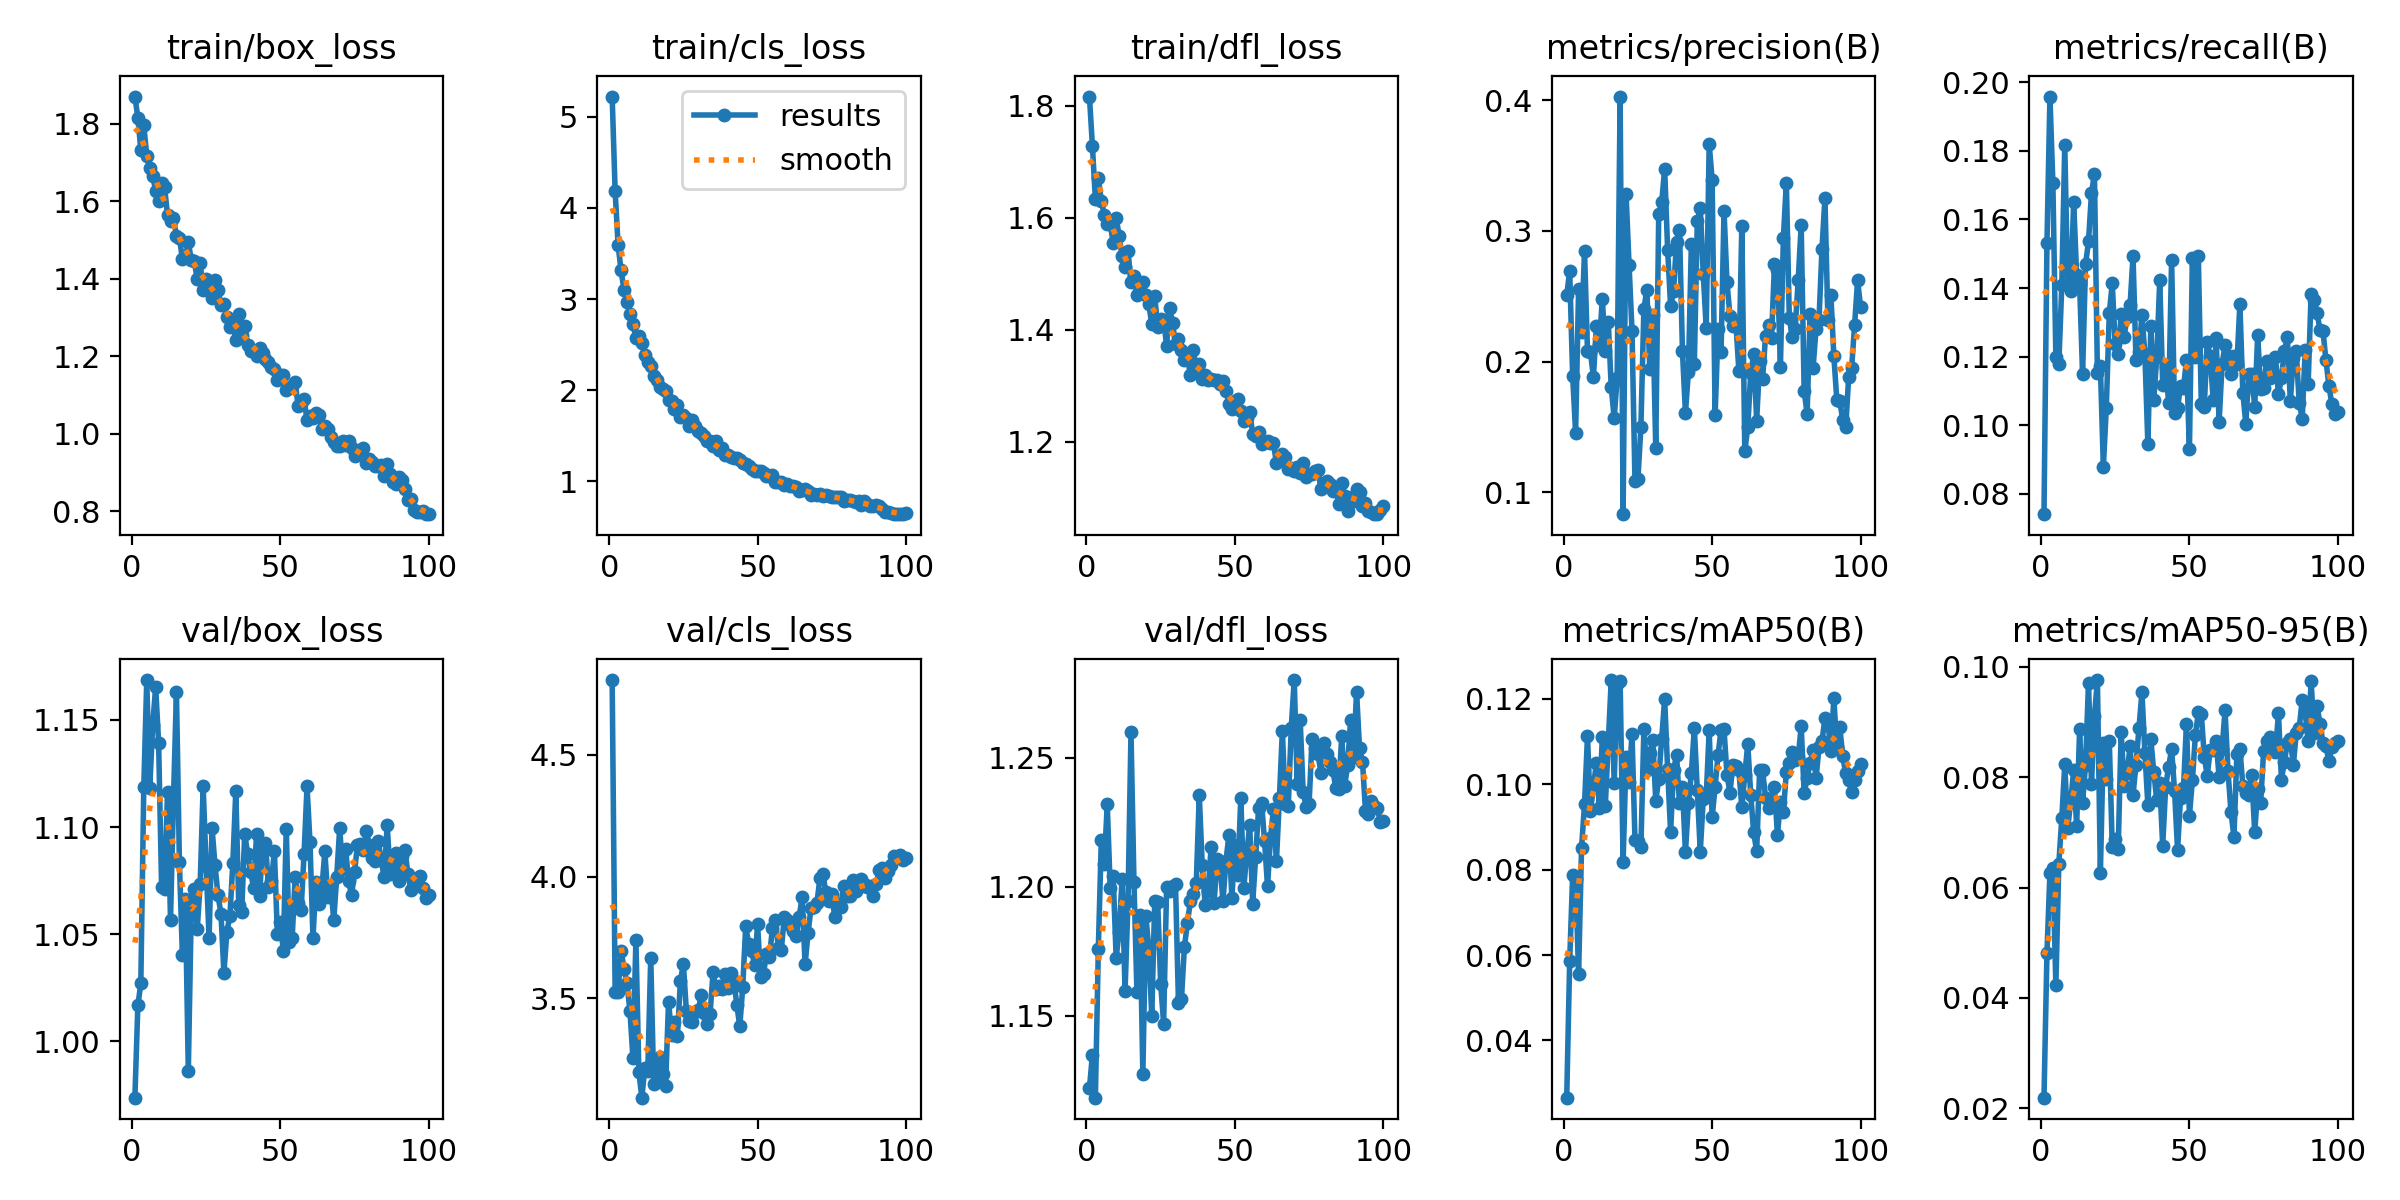 train/box_loss
1.8
1.6
1.4
1.2
1.0
0.8
0 50 100
train/cls_loss
results
smooth
5
4
3
2
1
0 50 100
train/dfl_loss
1.8
1.6
1.4
1.2
0 50 100
metrics/precision(B)
0.4
0.3
0.2
0.1
0 50 100
metrics/recall(B)
0.20
0.18
0.16
0.14
0.12
0.10
0.08
0 50 100
val/box_loss
1.15
1.10
1.05
1.00
0 50 100
val/cls_loss
4.5
4.0
3.5
0 50 100
val/dfl_loss
1.25
1.20
1.15
0 50 100
metrics/mAP50(B)
0.12
0.10
0.08
0.06
0.04
0 50 100
metrics/mAP50-95(B)
0.10
0.08
0.06
0.04
0.02
0 50 100